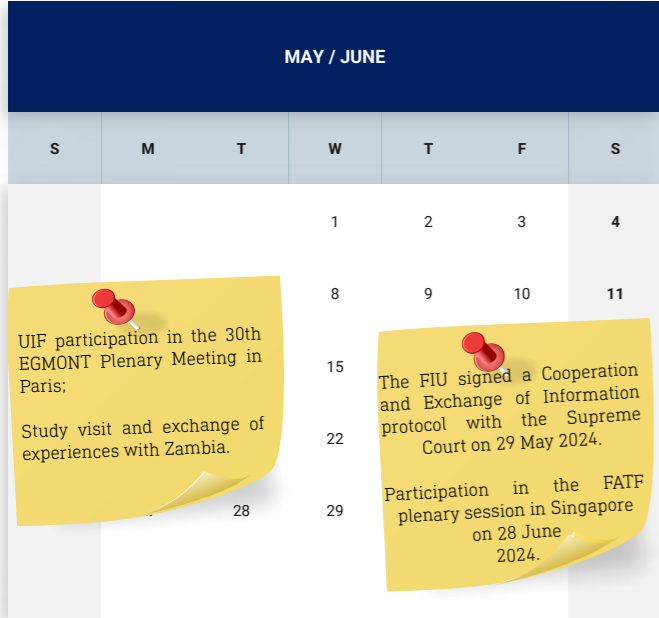 MAY / JUNE
S M T W T F S
1 2 3 4
8 9 10 11
UIF participation in the 30th
EGMONT Plenary Meeting in
Paris;
Study visit and exchange of
experiences with Zambia.
15
22
28 29
The FIU signed a Cooperation
and Exchange of Information
protocol with the Supreme
Court on 29 May 2024.
Participation in the FATF
plenary session in Singapore
on 28 June
2024.